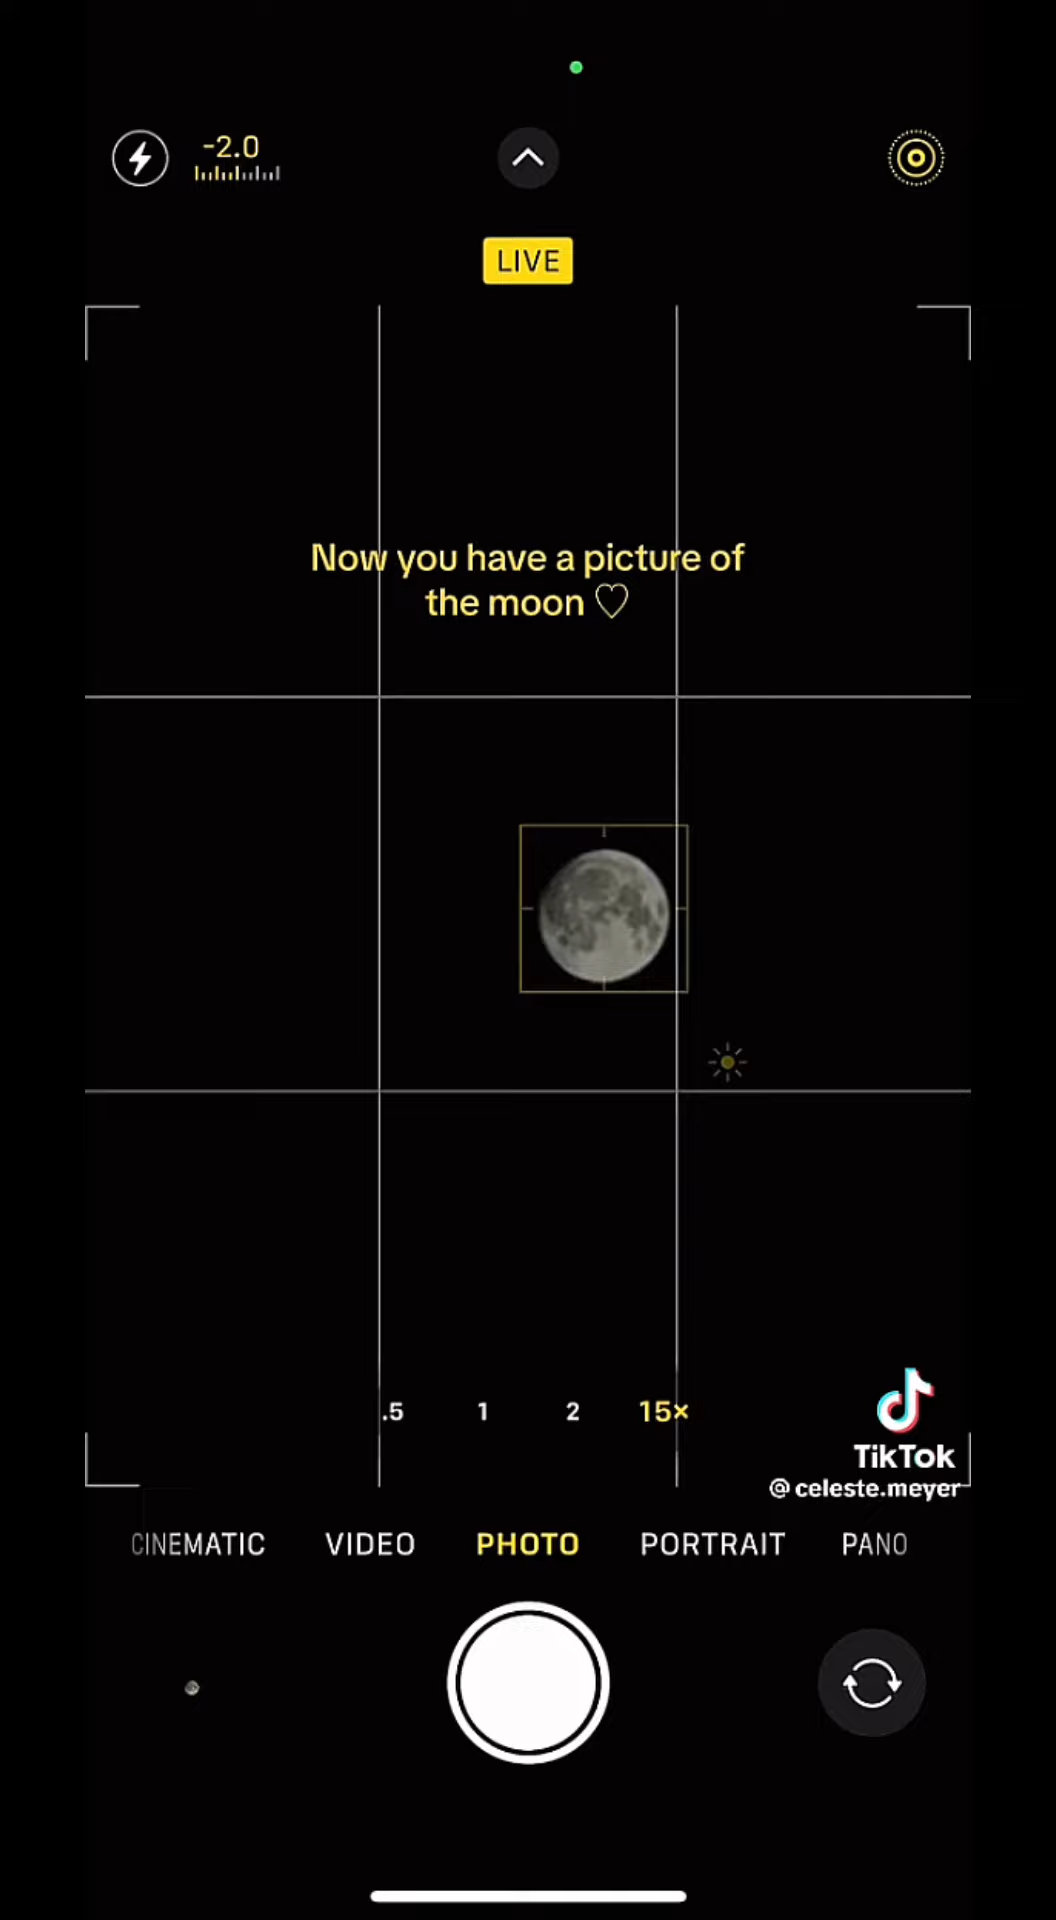 -2.0
LIVE
Now you have a picture of
the moon ♡
.5 1 2 15×
TikTok
@celeste.meyer
CINEMATIC VIDEO PHOTO PORTRAIT PANO